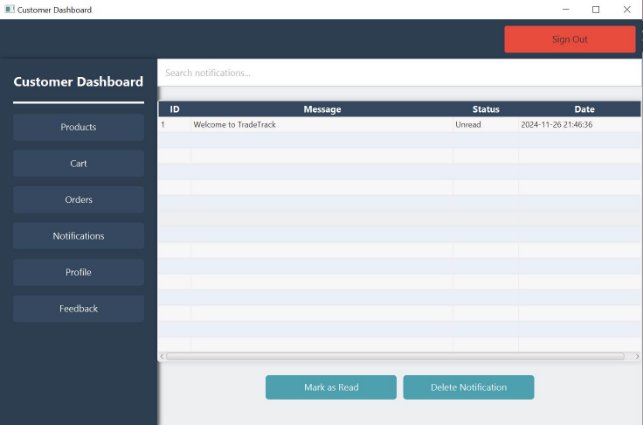 Customer Dashboard
Sign Out
Customer Dashboard
Search notifications...
ID Message Status Date
1 Welcome to TradeTrack Unread 2024-11-26 21:46:36
Products
Cart
Orders
Notifications
Profile
Feedback
Mark as Read Delete Notification